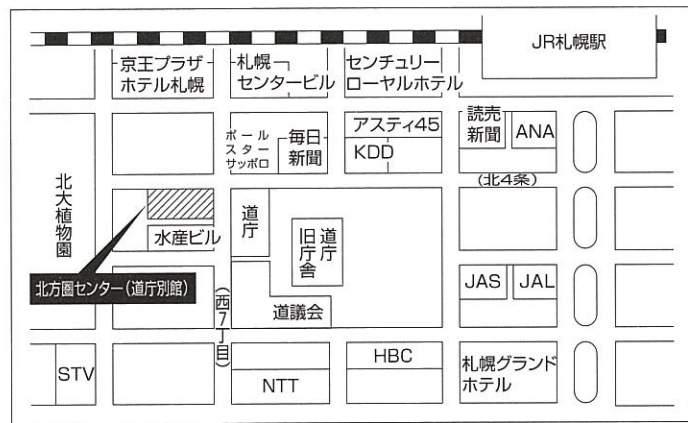 JR札幌駅
京王プラザ
ホテル札幌
札幌
センタービル
センチュリー
ローヤルホテル
ポール
スター
サッポロ
毎日
新聞
アスティ45
KDD
読売
新聞
ANA
(北4条)
北大植物園
水産ビル
道庁
道庁
旧庁舎
北方圏センター(道庁別館)
(西7丁目)
道議会
JAS
JAL
STV
NTT
HBC
札幌グランド
ホテル